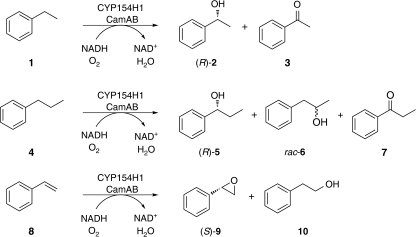 CYP154H1
CamAB
NADH NAD+
O2 H2O
OH
+
O
1
(R)-2
3
CYP154H1
CamAB
NADH NAD+
O2 H2O
OH
+
OH
+
O
4
(R)-5
rac-6
7
CYP154H1
CamAB
NADH NAD+
O2 H2O
O
+
OH
8
(S)-9
10